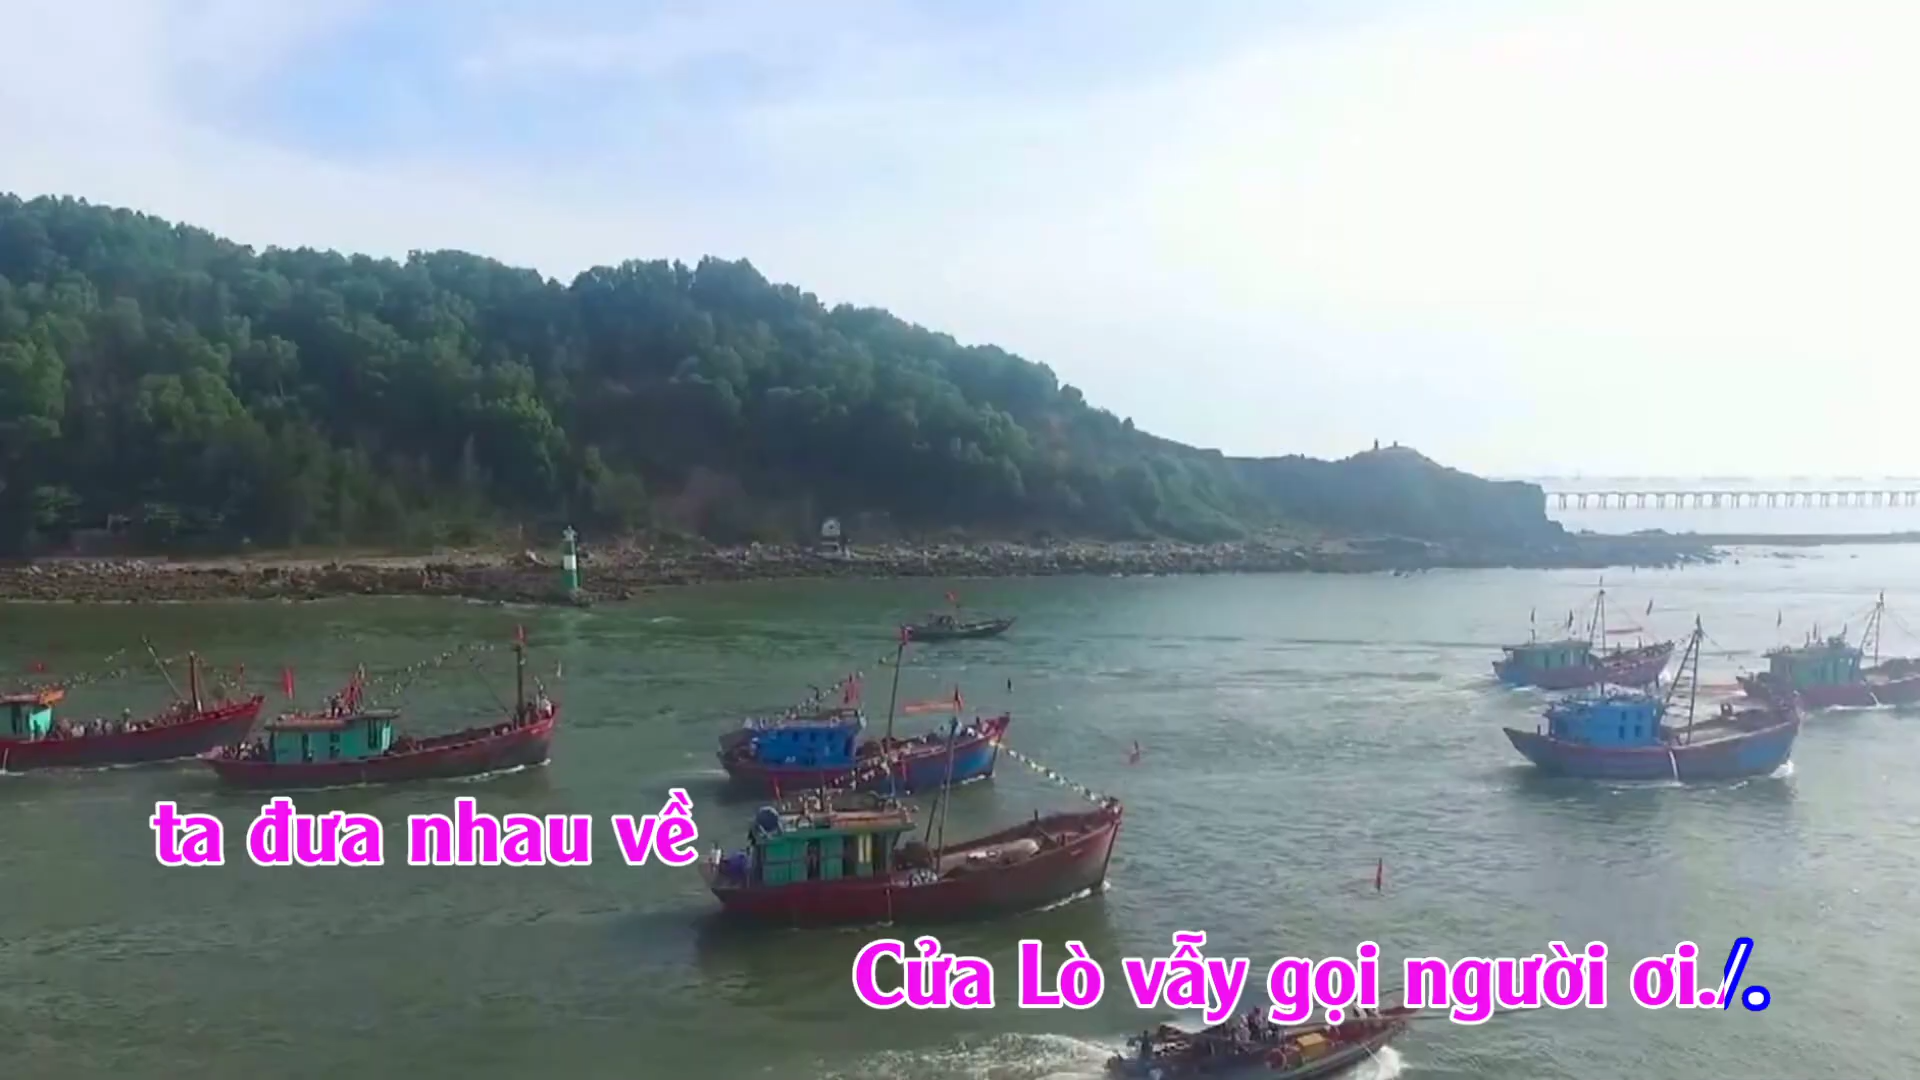 ta đưa nhau về
Cửa Lò vẫy gọi người ơi./.